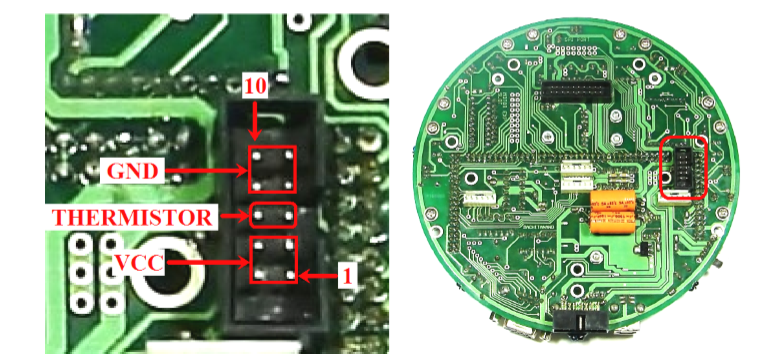 10
GND
THERMISTOR
VCC
1